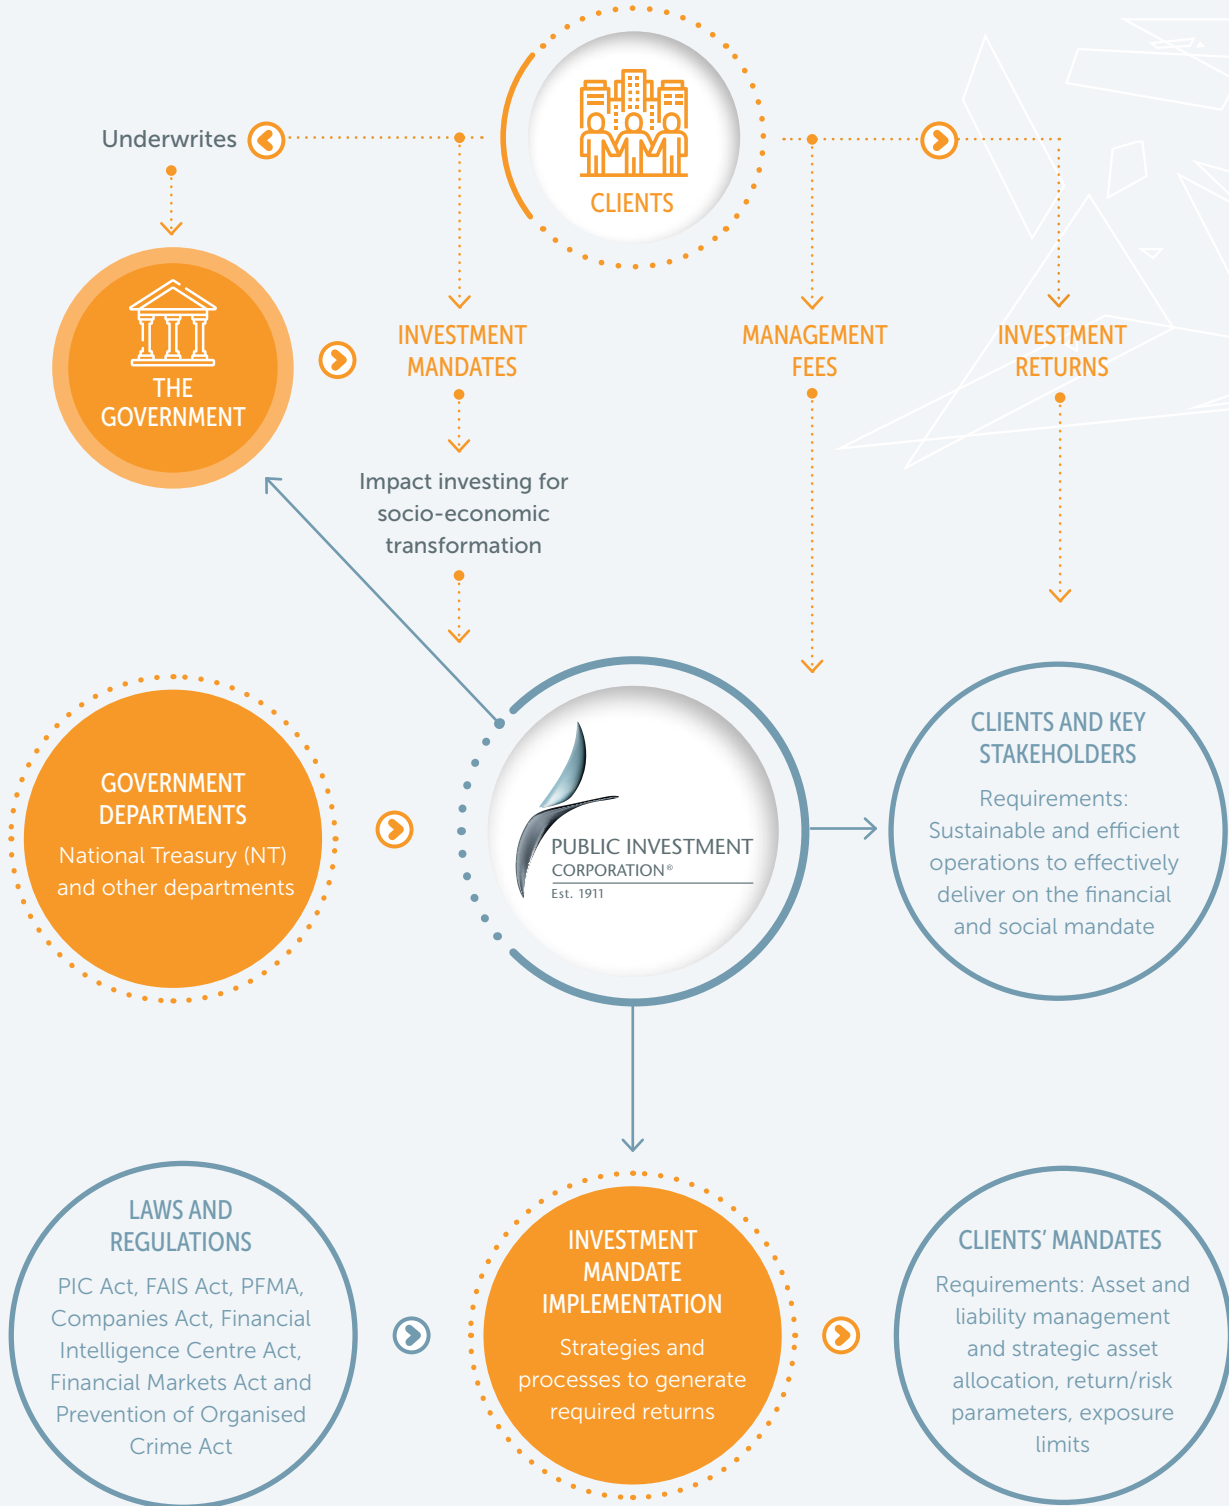 CLIENTS
Underwrites
THE
GOVERNMENT
INVESTMENT
MANDATES
MANAGEMENT
FEES
INVESTMENT
RETURNS
Impact investing for
socio-economic
transformation
GOVERNMENT
DEPARTMENTS
National Treasury (NT)
and other departments
PUBLIC INVESTMENT
CORPORATION®
Est. 1911
CLIENTS AND KEY
STAKEHOLDERS
Requirements:
Sustainable and efficient
operations to effectively
deliver on the financial
and social mandate
LAWS AND
REGULATIONS
PIC Act, FAIS Act, PFMA,
Companies Act, Financial
Intelligence Centre Act,
Financial Markets Act and
Prevention of Organised
Crime Act
INVESTMENT
MANDATE
IMPLEMENTATION
Strategies and
processes to generate
required returns
CLIENTS’ MANDATES
Requirements: Asset and
liability management
and strategic asset
allocation, return/risk
parameters, exposure
limits